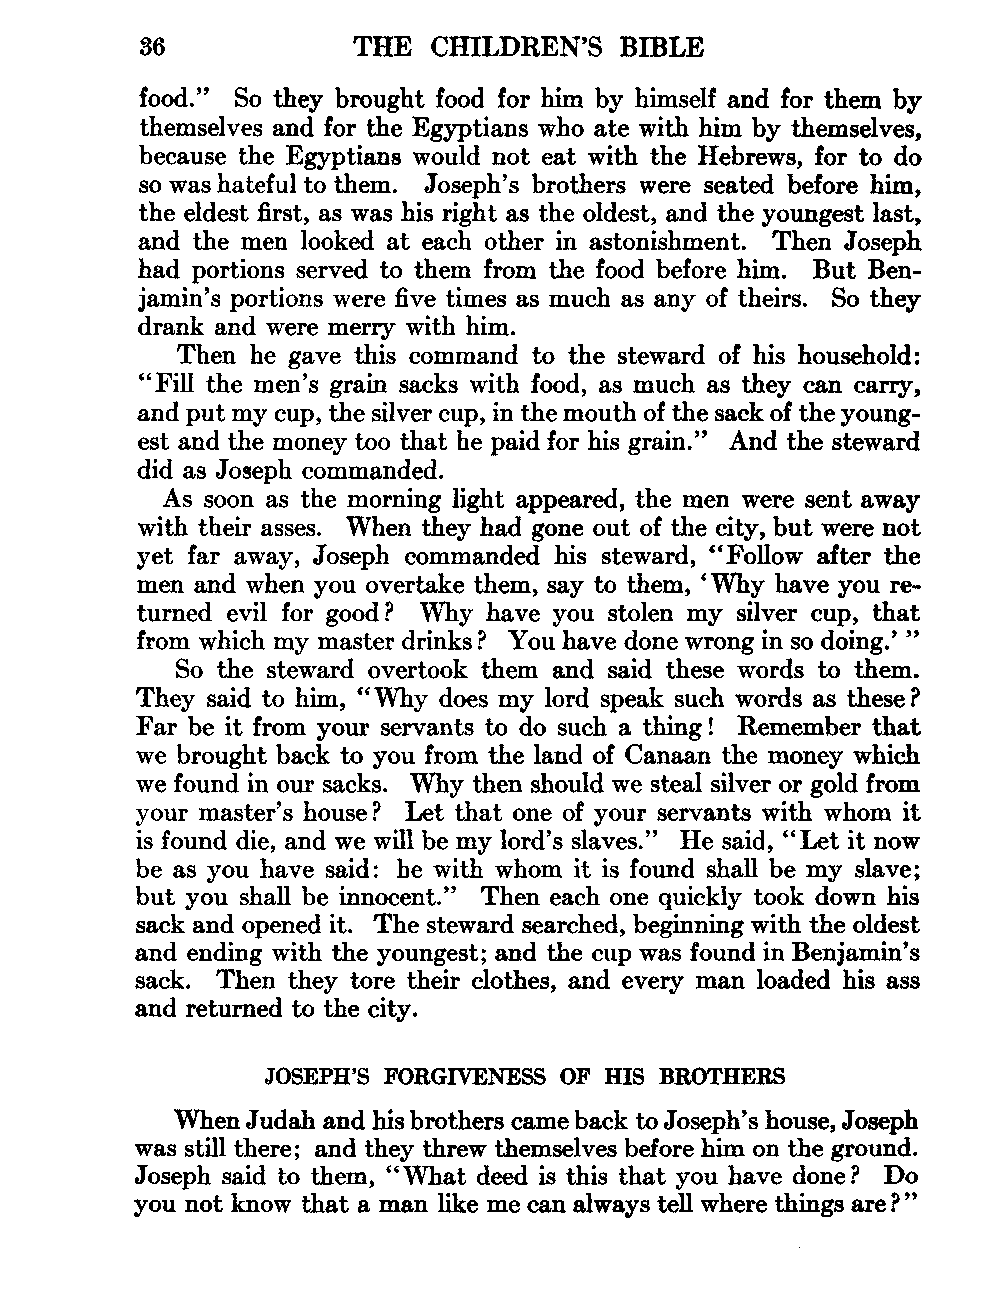 36 THE CHILDREN'S BIBLE
food." So they brought food for him by himself and for them by
themselves and for the Egyptians who ate with him by themselves,
because the Egyptians would not eat with the Hebrews, for to do
so was hateful to them. Joseph's brothers were seated before him,
the eldest first, as was his right as the oldest, and the youngest last,
and the men looked at each other in astonishment. Then Joseph
had portions served to them from the food before him. But Ben-
jamin's portions were five times as much as any of theirs. So they
drank and were merry with him.
Then he gave this command to the steward of his household:
"Fill the men's grain sacks with food, as much as they can carry,
and put my cup, the silver cup, in the mouth of the sack of the young-
est and the money too that he paid for his grain." And the steward
did as Joseph commanded.
As soon as the morning light appeared, the men were sent away
with their asses. When they had gone out of the city, but were not
yet far away, Joseph commanded his steward, "Follow after the
men and when you overtake them, say to them, 'Why have you re-
turned evil for good? Why have you stolen my silver cup, that
from which my master drinks? You have done wrong in so doing.' "
So the steward overtook them and said these words to them.
They said to him, "Why does my lord speak such words as these?
Far be it from your servants to do such a thing! Remember that
we brought back to you from the land of Canaan the money which
we found in our sacks. Why then should we steal silver or gold from
your master's house? Let that one of your servants with whom it
is found die, and we will be my lord's slaves." He said, "Let it now
be as you have said: he with whom it is found shall be my slave;
but you shall be innocent." Then each one quickly took down his
sack and opened it. The steward searched, beginning with the oldest
and ending with the youngest; and the cup was found in Benjamin's
sack. Then they tore their clothes, and every man loaded his ass
and returned to the city.
JOSEPH'S FORGIVENESS OF HIS BROTHERS
When Judah and his brothers came back to Joseph's house, Joseph
was still there; and they threw themselves before him on the ground.
Joseph said to them, "What deed is this that you have done? Do
you not know that a man like me can always tell where things are?"